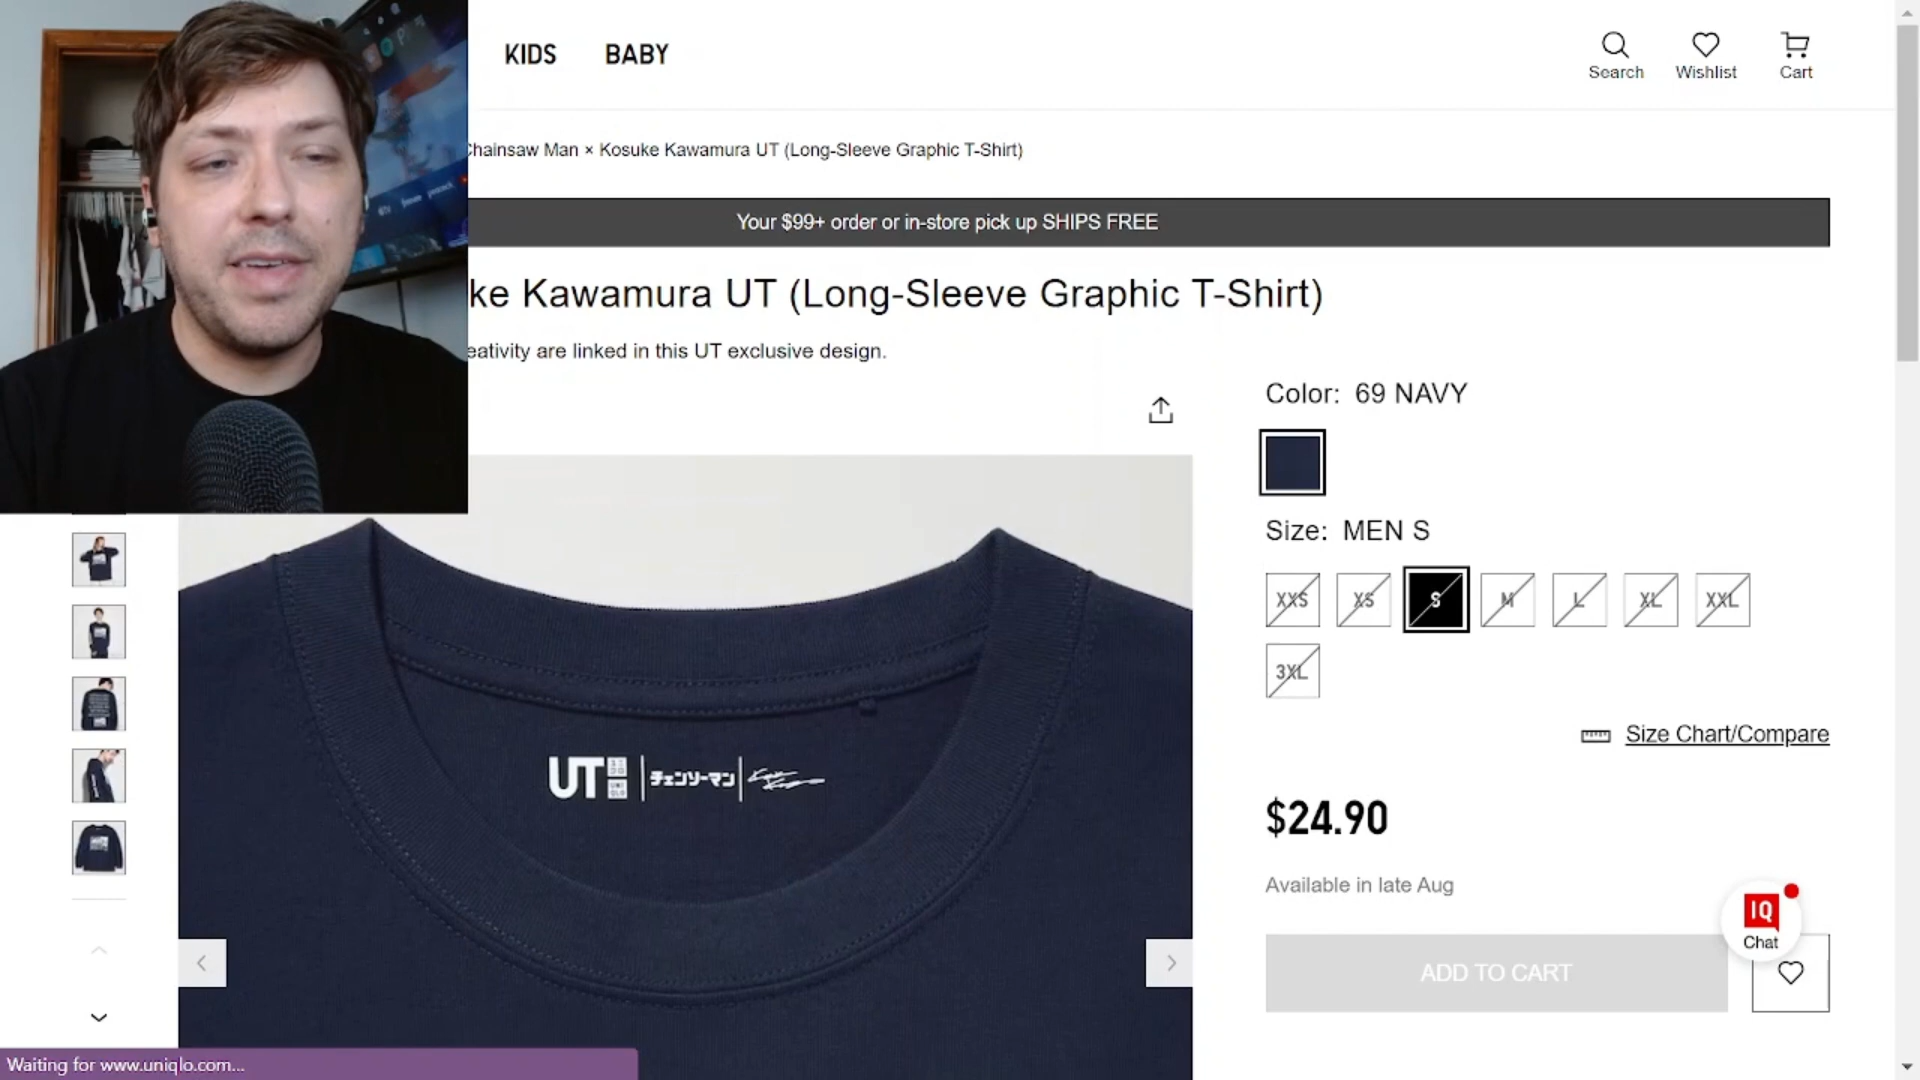 KIDS
BABY
Search
Wishlist
Cart
Chainsaw Man × Kosuke Kawamura UT (Long-Sleeve Graphic T-Shirt)
Your $99+ order or in-store pick up SHIPS FREE
ke Kawamura UT (Long-Sleeve Graphic T-Shirt)
eativity are linked in this UT exclusive design.
Color: 69 NAVY
Size: MEN S
XXS
XS
S
M
L
XL
XXL
3XL
Size Chart/Compare
UT
チェンソーマン
$24.90
Available in late Aug
IQ
Chat
ADD TO CART
Waiting for www.uniqlo.com...